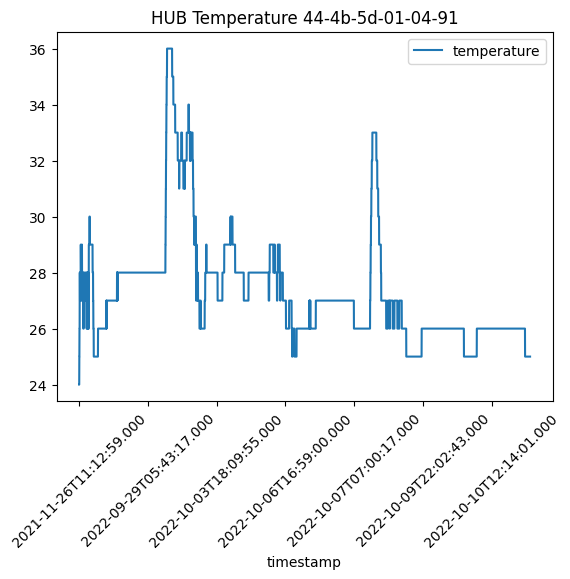 HUB Temperature 44-4b-5d-01-04-91
temperature
36
34
32
30
28
26
24
2021-11-26T11:12:59.000
2022-09-29T05:43:17.000
2022-10-03T18:09:55.000
2022-10-06T16:59:00.000
2022-10-07T07:00:17.000
2022-10-09T22:02:43.000
2022-10-10T12:14:01.000
timestamp